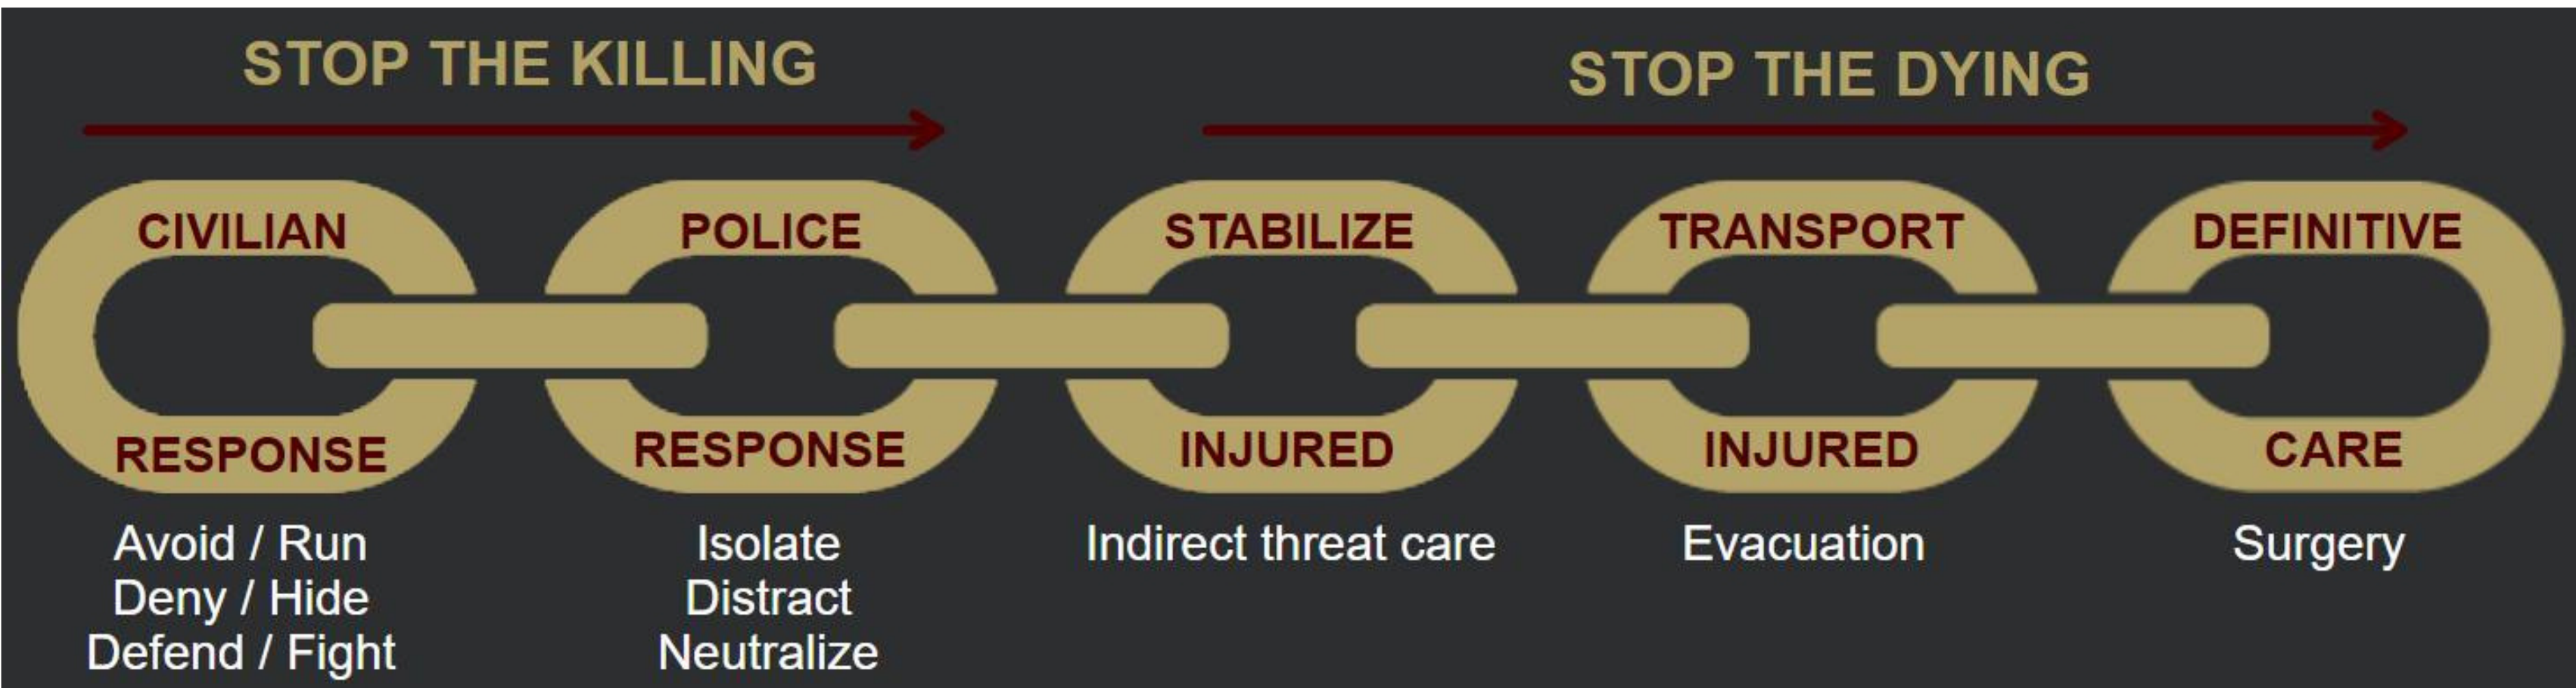 STOP THE KILLING
STOP THE DYING
CIVILIAN
RESPONSE
Avoid / Run
Deny / Hide
Defend / Fight
POLICE
RESPONSE
Isolate
Distract
Neutralize
STABILIZE
INJURED
Indirect threat care
TRANSPORT
INJURED
Evacuation
DEFINITIVE
CARE
Surgery